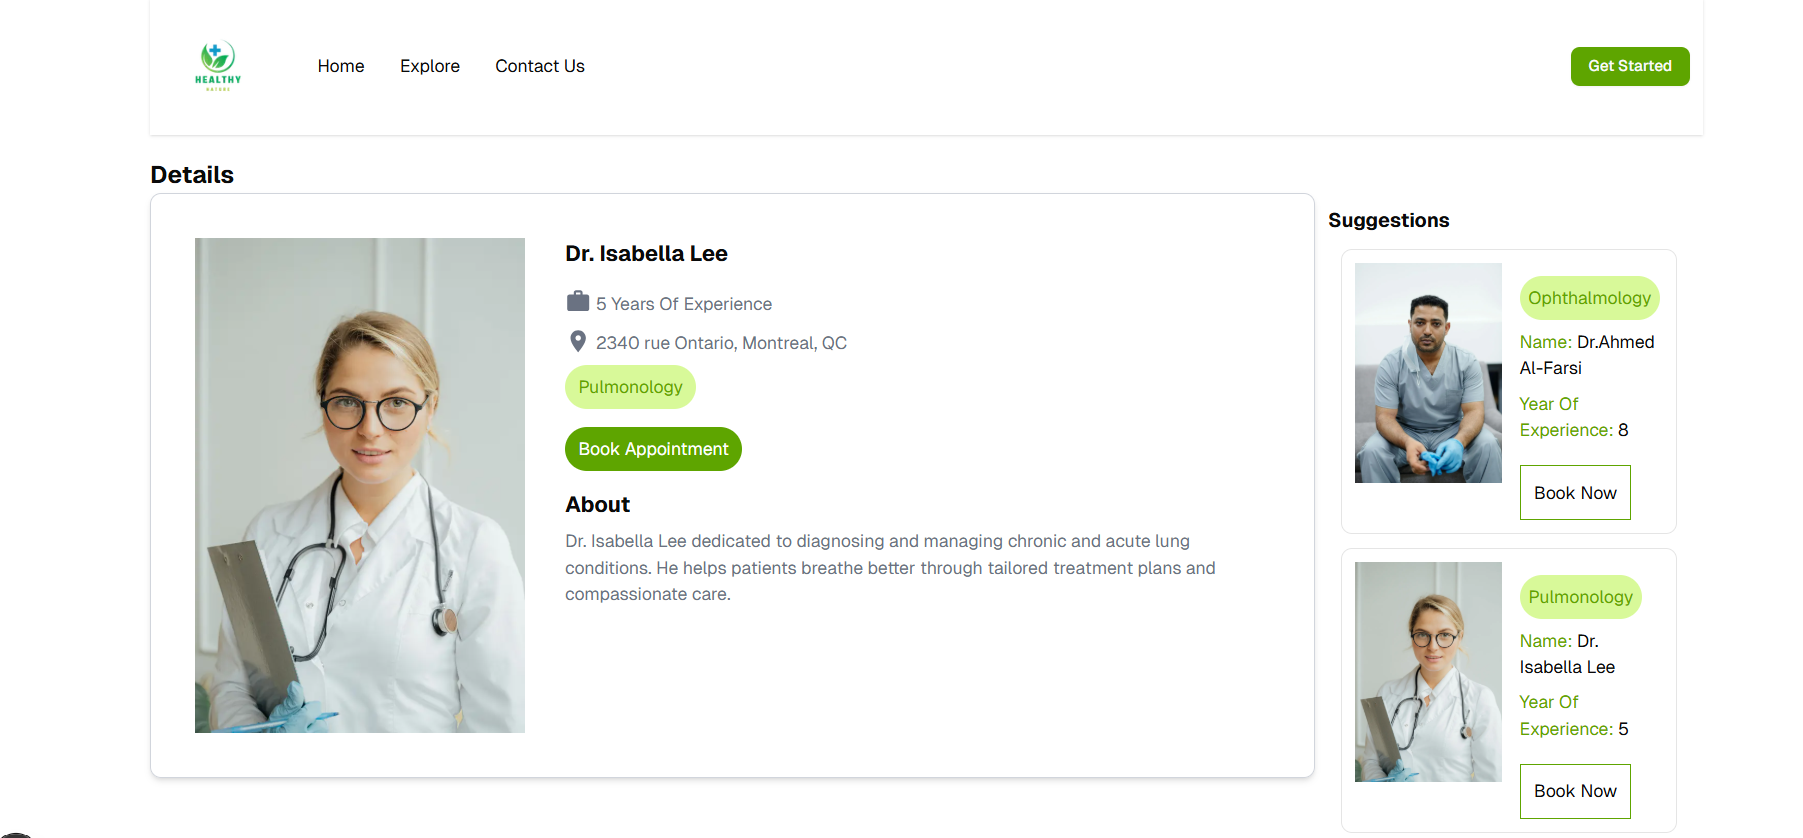 HEALTHY
NATURE
Home
Explore
Contact Us
Get Started
Details
Dr. Isabella Lee
5 Years Of Experience
2340 rue Ontario, Montreal, QC
Pulmonology
Book Appointment
About
Dr. Isabella Lee dedicated to diagnosing and managing chronic and acute lung
conditions. He helps patients breathe better through tailored treatment plans and
compassionate care.
Suggestions
Ophthalmology
Name: Dr.Ahmed
Al-Farsi
Year Of
Experience: 8
Book Now
Pulmonology
Name: Dr.
Isabella Lee
Year Of
Experience: 5
Book Now